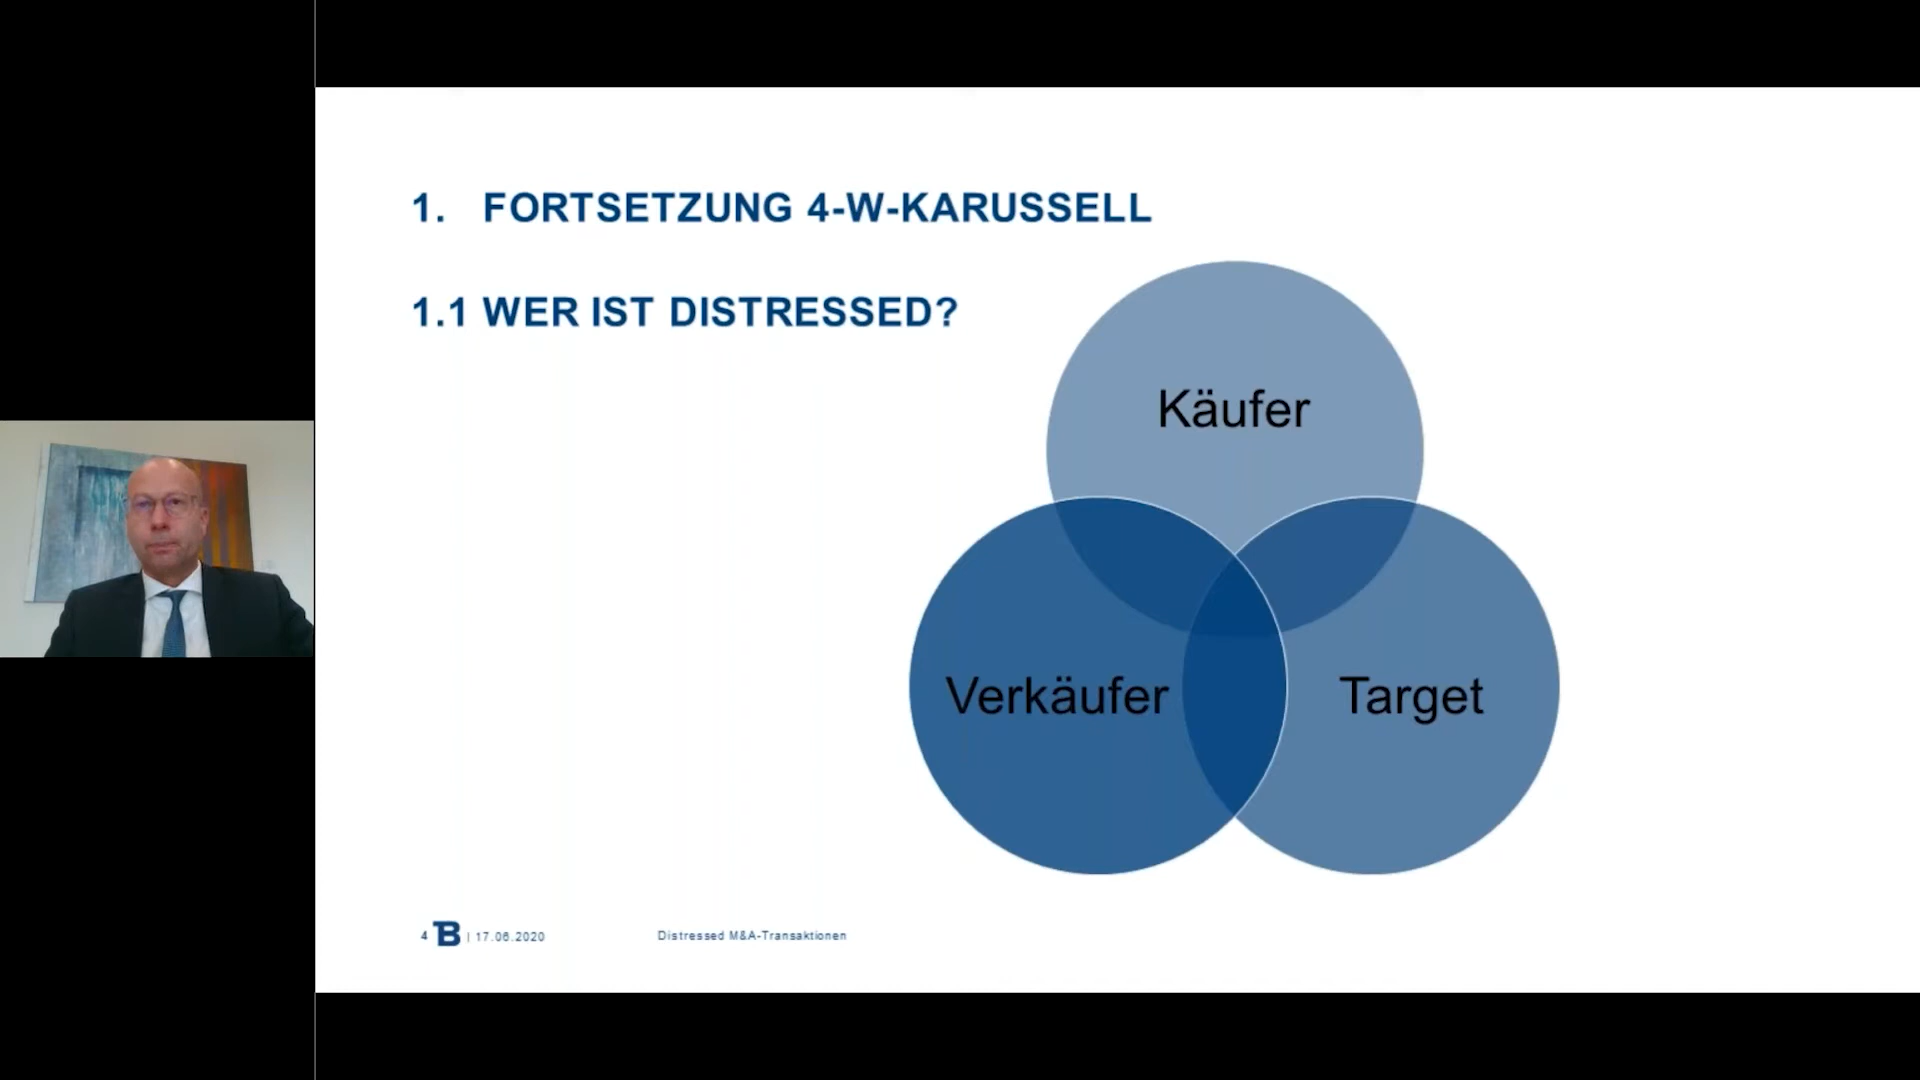 1. FORTSETZUNG 4-W-KARUSSELL
1.1 WER IST DISTRESSED?
Käufer
Verkäufer
Target
4 B | 17.06.2020
Distressed M&A-Transaktionen